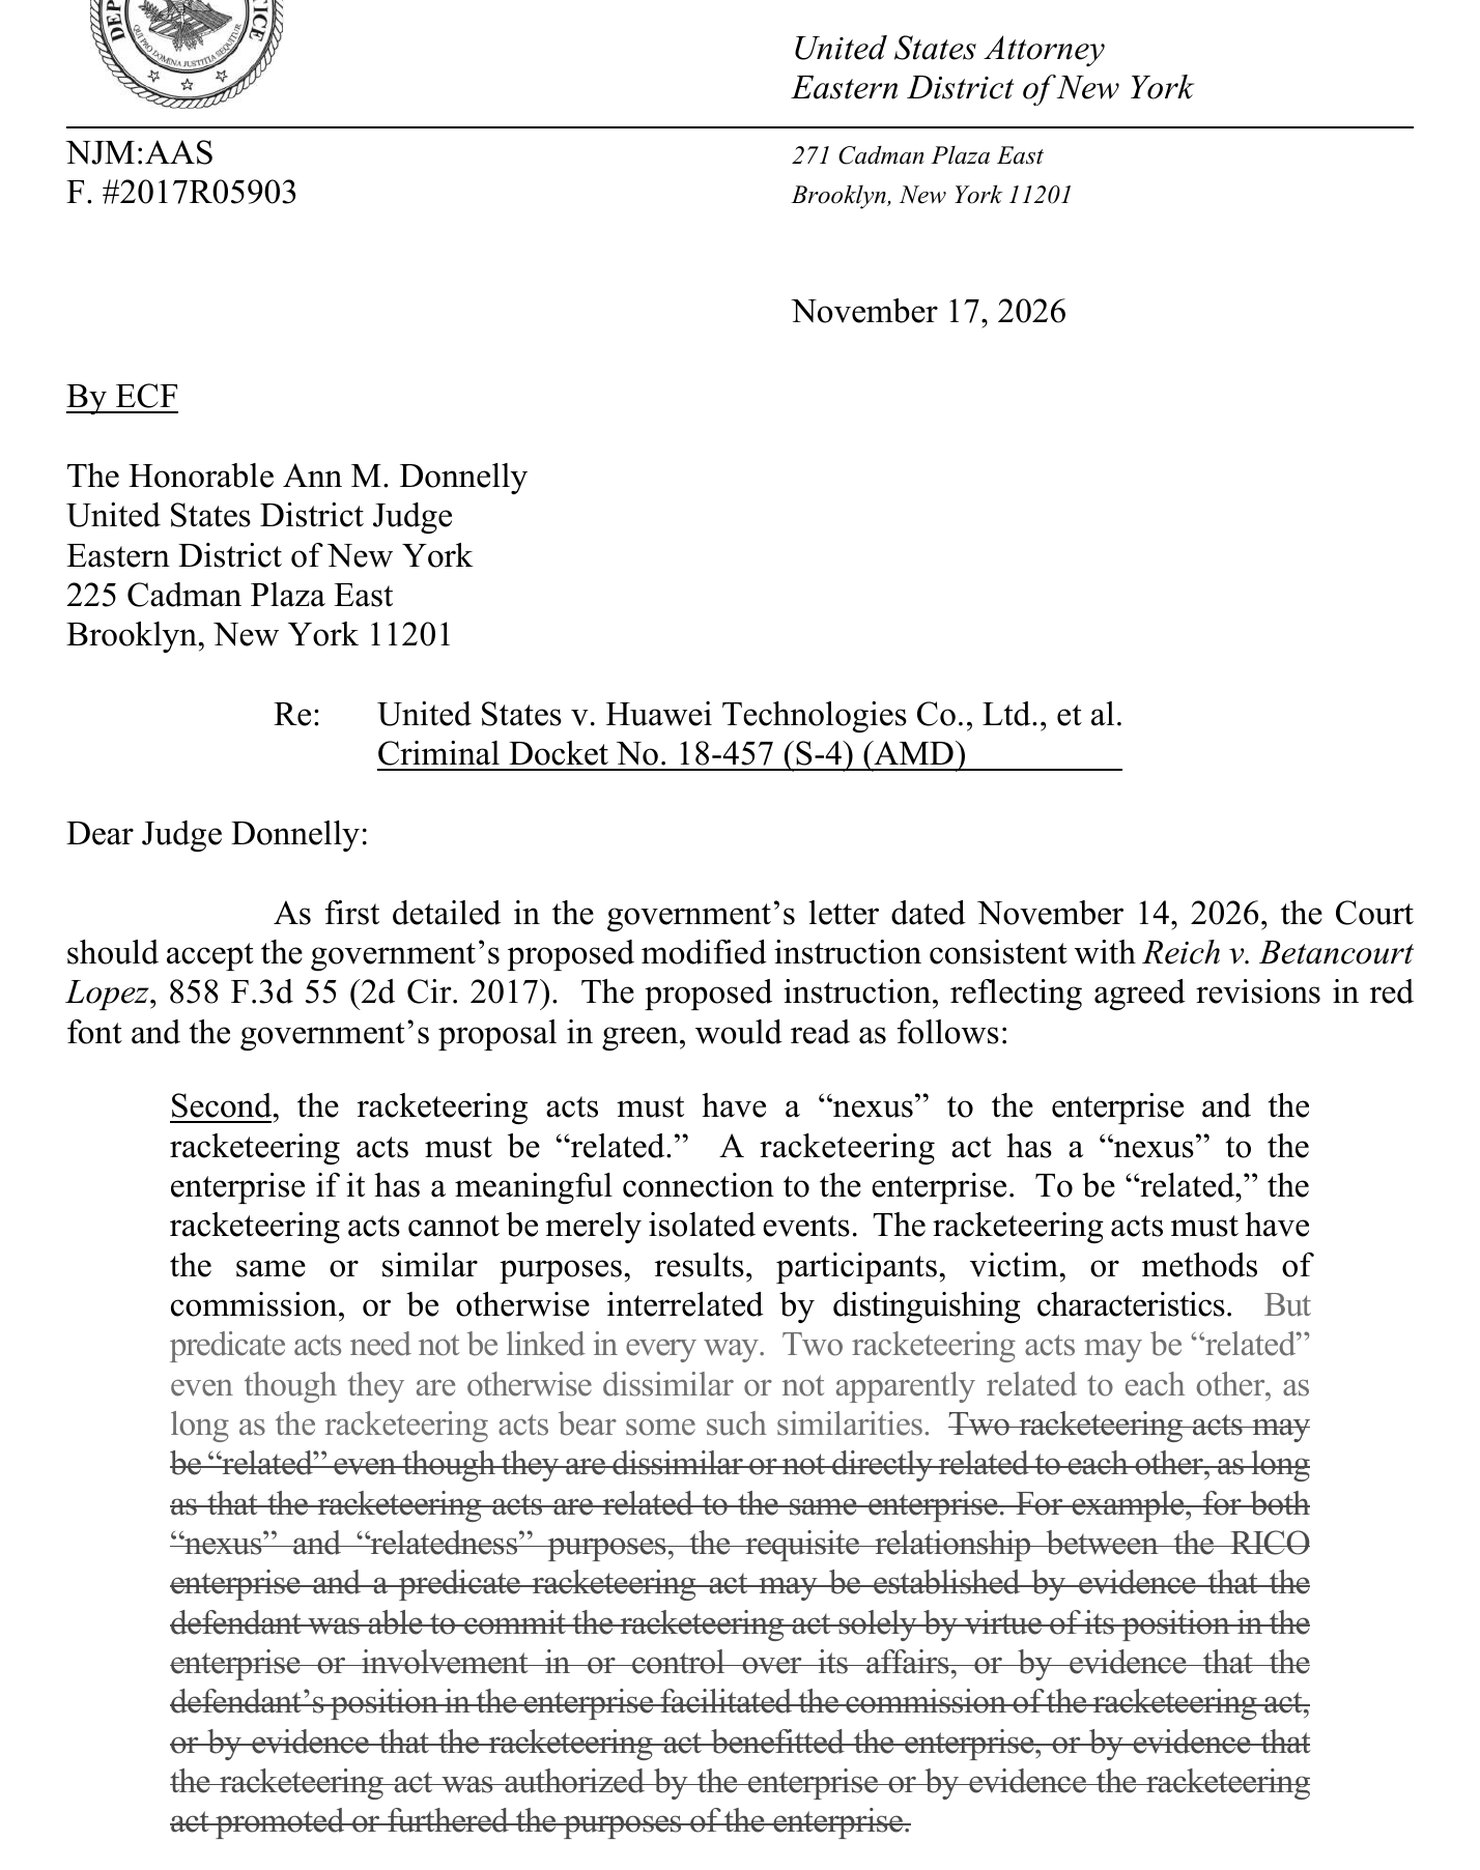 DEP ICE
QUI PRO DOMINA JUSTITIA SEQUITUR
United States Attorney
Eastern District of New York
NJM:AAS
F. #2017R05903
271 Cadman Plaza East
Brooklyn, New York 11201
November 17, 2026
By ECF
The Honorable Ann M. Donnelly
United States District Judge
Eastern District of New York
225 Cadman Plaza East
Brooklyn, New York 11201
Re: United States v. Huawei Technologies Co., Ltd., et al.
Criminal Docket No. 18-457 (S-4) (AMD)
Dear Judge Donnelly:
As first detailed in the government’s letter dated November 14, 2026, the Court
should accept the government’s proposed modified instruction consistent with Reich v. Betancourt
Lopez, 858 F.3d 55 (2d Cir. 2017). The proposed instruction, reflecting agreed revisions in red
font and the government’s proposal in green, would read as follows:
Second, the racketeering acts must have a “nexus” to the enterprise and the
racketeering acts must be “related.” A racketeering act has a “nexus” to the
enterprise if it has a meaningful connection to the enterprise. To be “related,” the
racketeering acts cannot be merely isolated events. The racketeering acts must have
the same or similar purposes, results, participants, victim, or methods of
commission, or be otherwise interrelated by distinguishing characteristics. But
predicate acts need not be linked in every way. Two racketeering acts may be “related”
even though they are otherwise dissimilar or not apparently related to each other, as
long as the racketeering acts bear some such similarities. Two racketeering acts may
be “related” even though they are dissimilar or not directly related to each other, as long
as that the racketeering acts are related to the same enterprise. For example, for both
“nexus” and “relatedness” purposes, the requisite relationship between the RICO
enterprise and a predicate racketeering act may be established by evidence that the
defendant was able to commit the racketeering act solely by virtue of its position in the
enterprise or involvement in or control over its affairs, or by evidence that the
defendant’s position in the enterprise facilitated the commission of the racketeering act,
or by evidence that the racketeering act benefitted the enterprise, or by evidence that
the racketeering act was authorized by the enterprise or by evidence the racketeering
act promoted or furthered the purposes of the enterprise.